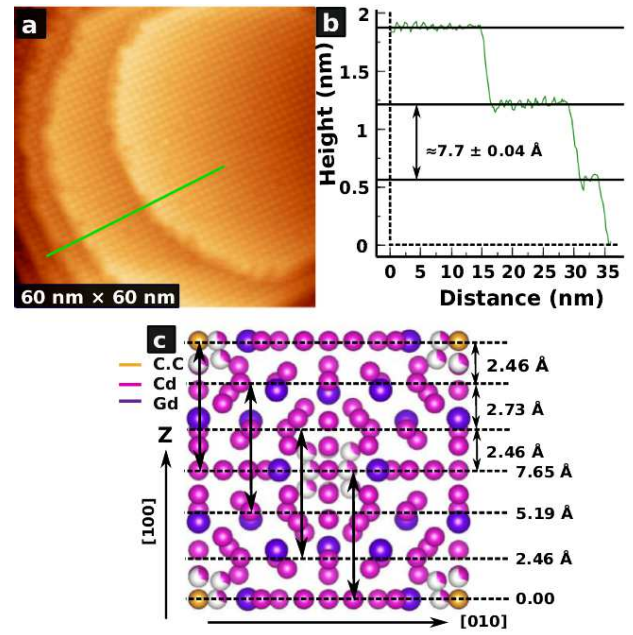 a
60 nm × 60 nm
b
Height (nm)
2
1.5
1
0.5
0
≈7.7 ± 0.04 Å
0 5 10 15 20 25 30 35
Distance (nm)
c
C.C
Cd
Gd
Z
[100]
2.46 Å
2.73 Å
2.46 Å
7.65 Å
5.19 Å
2.46 Å
0.00
[010]